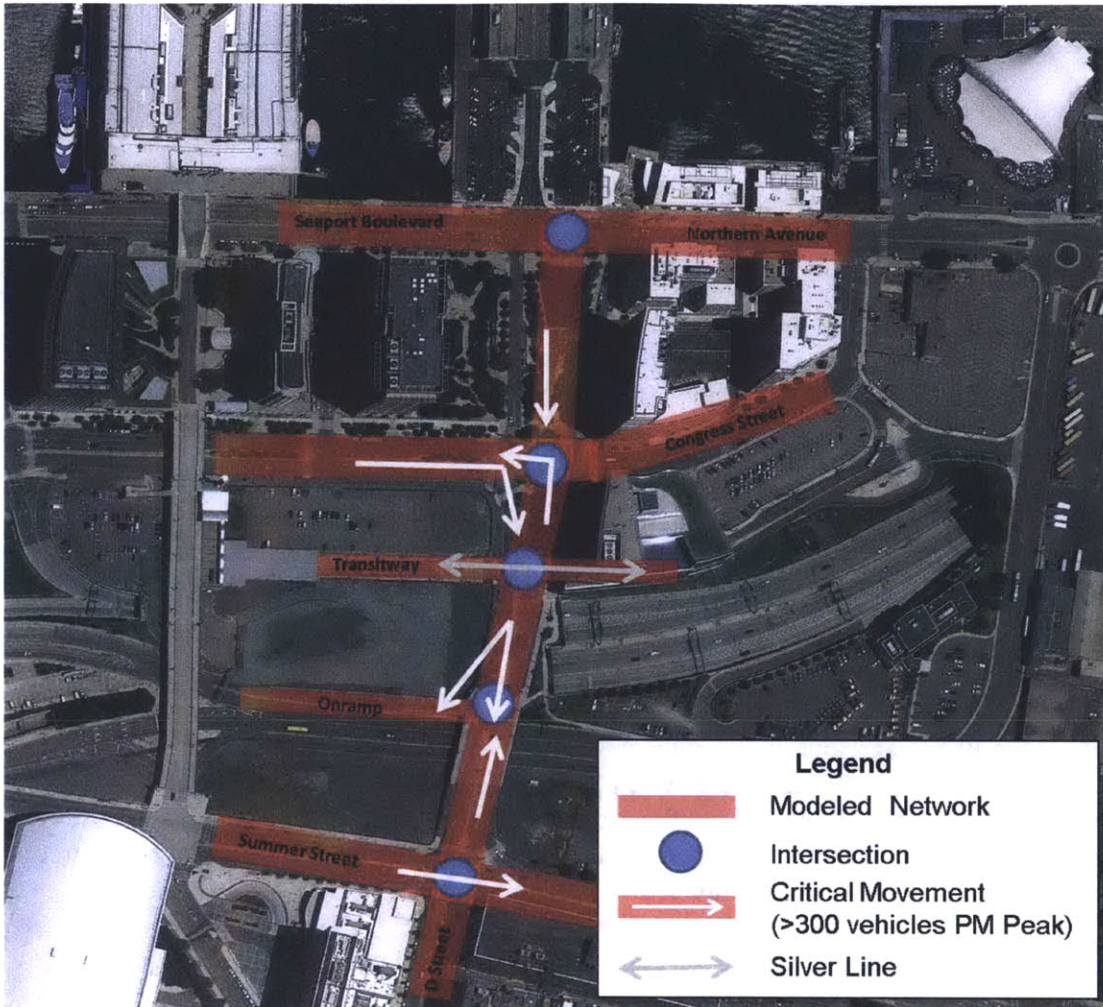 Seaport Boulevard
Northern Avenue
Congress Street
Transitway
Onramp
Summer Street
D Street
Legend
Modeled Network
Intersection
Critical Movement
(>300 vehicles PM Peak)
Silver Line